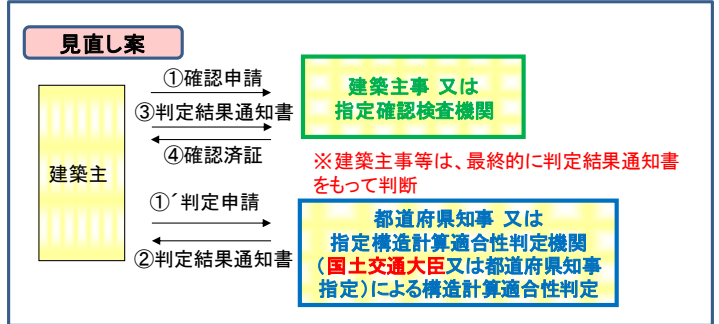 見直し案
①確認申請
③判定結果通知書
④確認済証
建築主
①´判定申請
②判定結果通知書
建築主事 又は
指定確認検査機関
※建築主事等は、最終的に判定結果通知書
をもって判断
都道府県知事 又は
指定構造計算適合性判定機関
（国土交通大臣又は都道府県知事
指定）による構造計算適合性判定